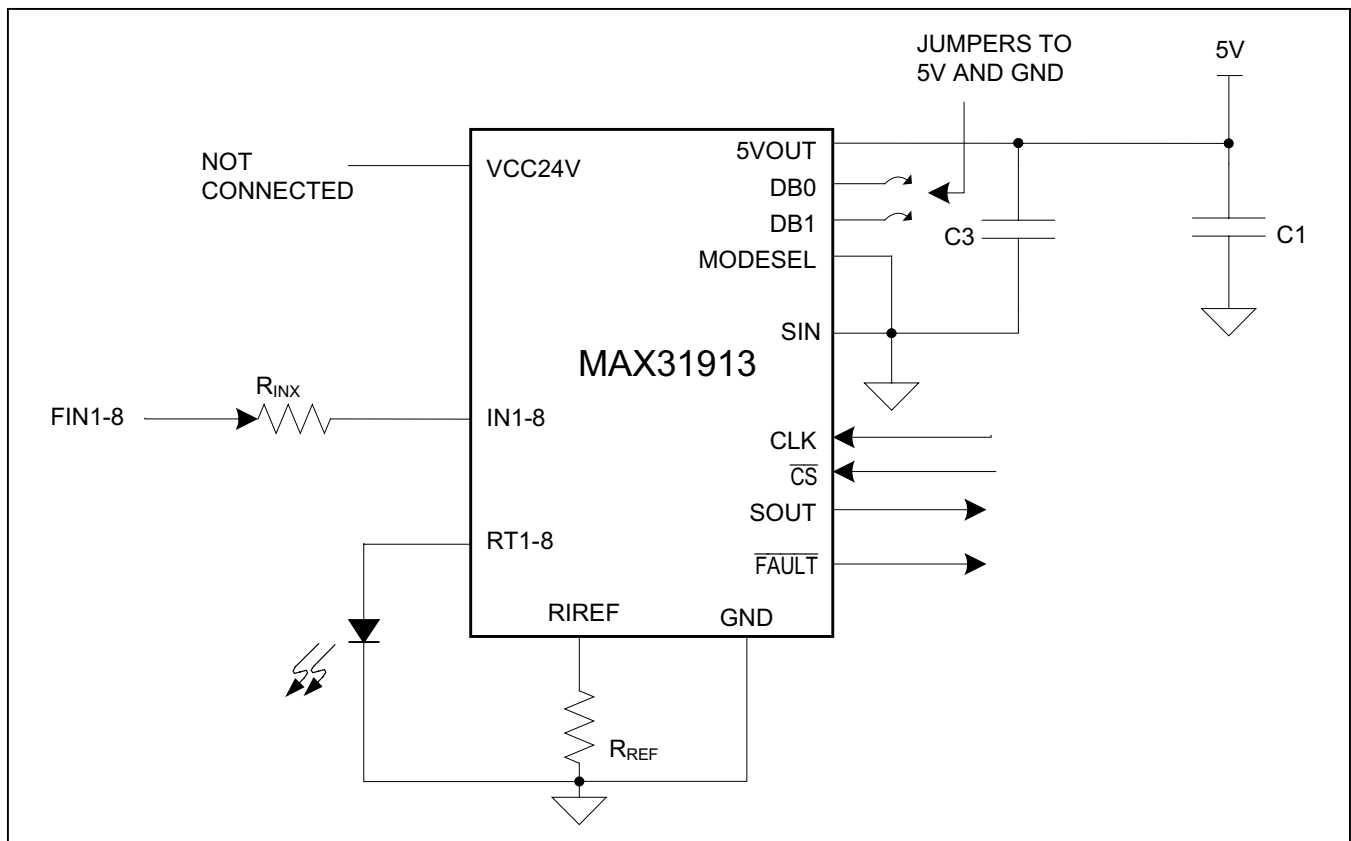 JUMPERS TO
5V AND GND
5V
NOT
CONNECTED
VCC24V
5VOUT
DB0
DB1
C3
C1
MODESEL
SIN
MAX31913
RINX
FIN1-8
IN1-8
CLK
CS
SOUT
RT1-8
FAULT
RIREF
GND
RREF